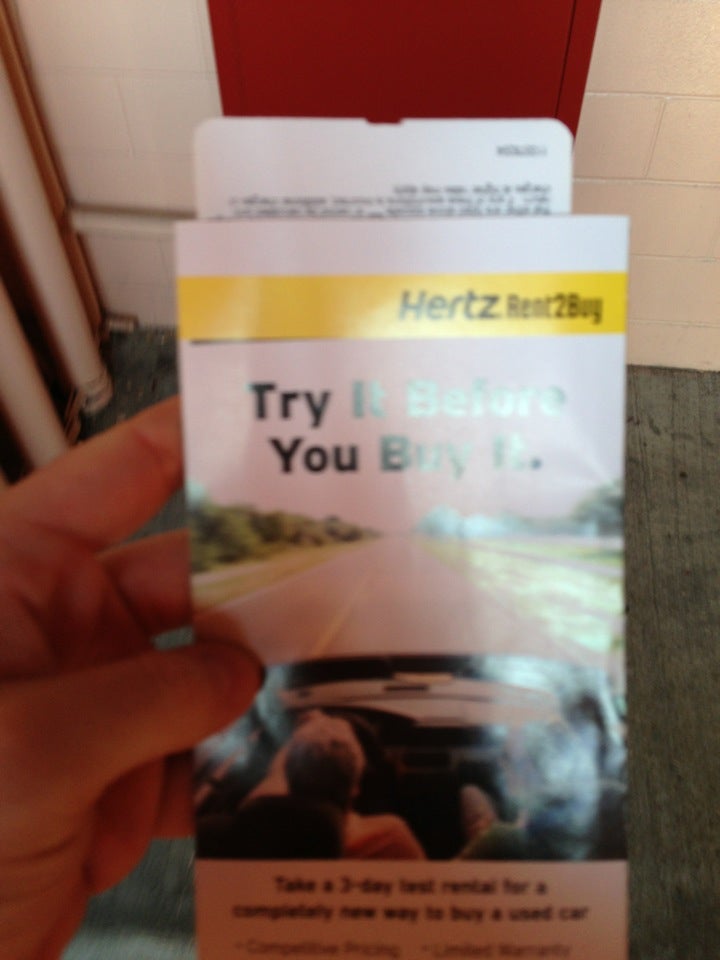 Hertz Rent2Buy
Try It Before
You Buy It.
Take a 3-day test rental for a
completely new way to buy a used car
• Competitive Pricing • Limited Warranty